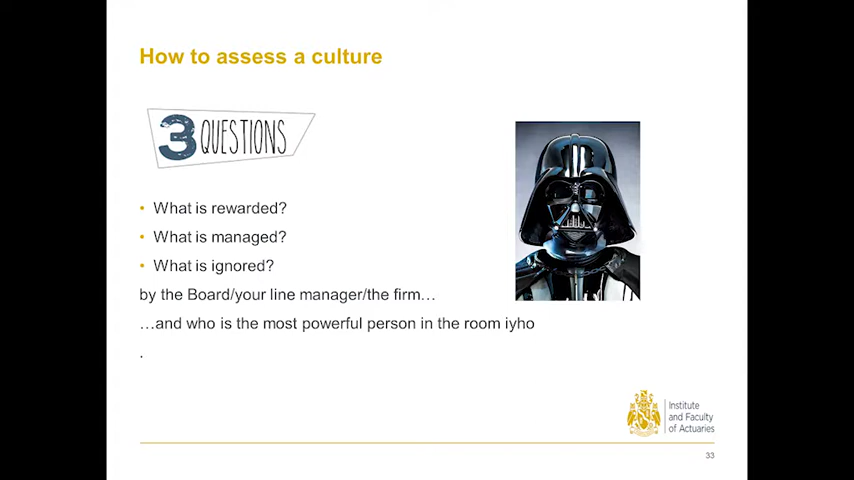 How to assess a culture
3 QUESTIONS
• What is rewarded?
• What is managed?
• What is ignored?
by the Board/your line manager/the firm…
…and who is the most powerful person in the room iyho
.
Institute
and Faculty
of Actuaries
33